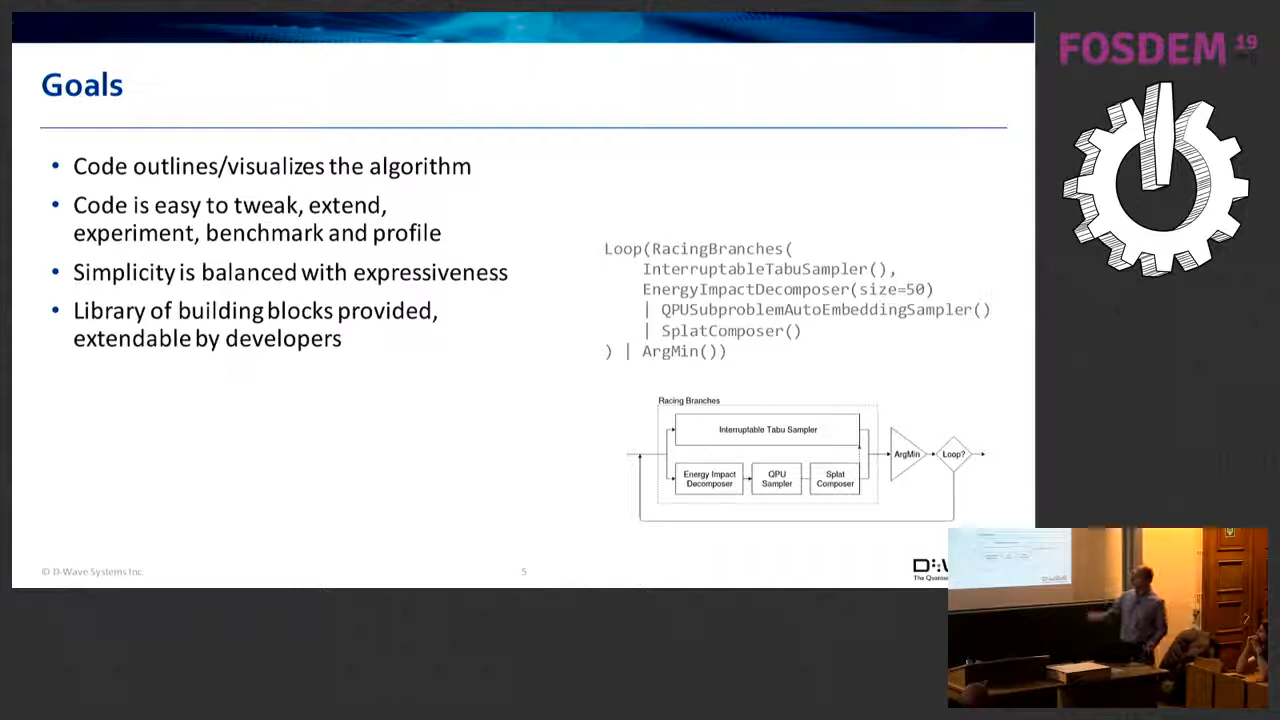 FOSDEM 19
Goals
• Code outlines/visualizes the algorithm
• Code is easy to tweak, extend,
experiment, benchmark and profile
• Simplicity is balanced with expressiveness
• Library of building blocks provided,
extendable by developers
Loop(RacingBranches(
InterruptableTabuSampler(),
EnergyImpactDecomposer(size=50)
| QPUSubproblemAutoEmbeddingSampler()
| SplatComposer()
) | ArgMin())
Racing Branches
Interruptable Tabu Sampler
Energy Impact
Decomposer
QPU
Sampler
Splat
Composer
ArgMin
Loop?
© D-Wave Systems Inc.
5
The